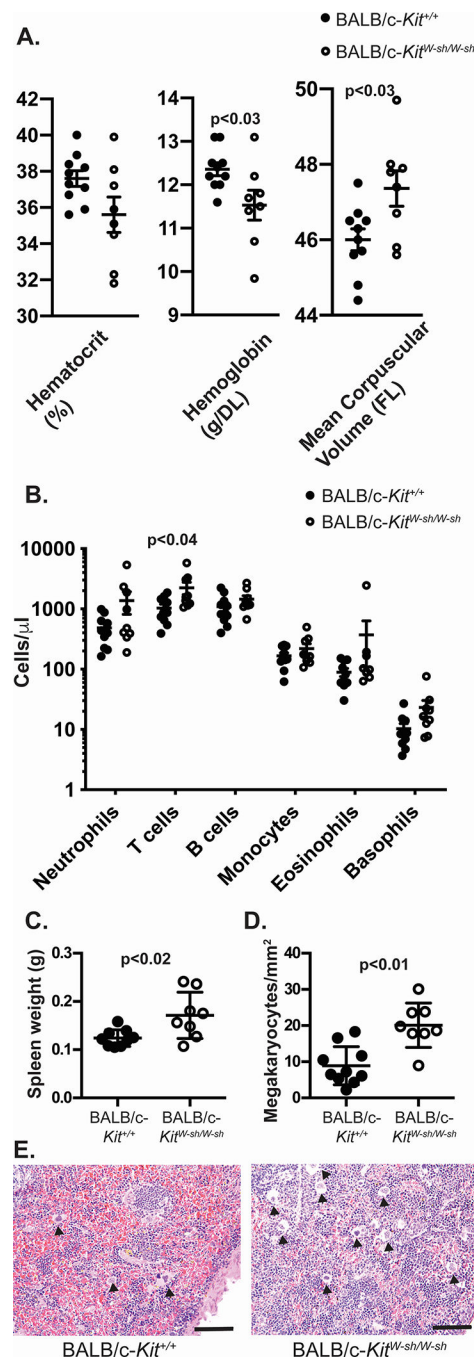 A.
BALB/c-Kit+/+
BALB/c-KitW-sh/W-sh
42
40
38
36
34
32
30
Hematocrit
(%)
14
p<0.03
13
12
11
10
9
Hemoglobin
(g/DL)
50
p<0.03
48
46
44
Mean Corpuscular
Volume (FL)
B.
BALB/c-Kit+/+
BALB/c-KitW-sh/W-sh
Cells/µl
10000
1000
100
10
1
p<0.04
Neutrophils
T cells
B cells
Monocytes
Eosinophils
Basophils
C.
Spleen weight (g)
0.3
0.2
0.1
0.0
p<0.02
BALB/c-
Kit+/+
BALB/c-
KitW-sh/W-sh
D.
Megakaryocytes/mm²
40
30
20
10
0
p<0.01
BALB/c-
Kit+/+
BALB/c-
KitW-sh/W-sh
E.
BALB/c-Kit+/+
BALB/c-KitW-sh/W-sh